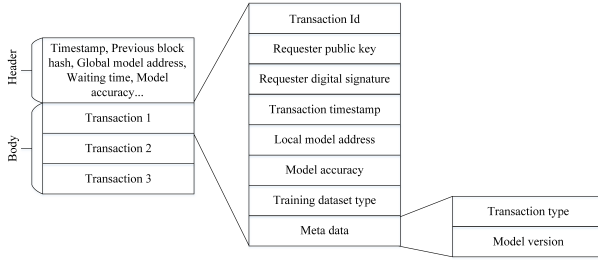 Header
Timestamp, Previous block
hash, Global model address,
Waiting time, Model
accuracy...
Body
Transaction 1
Transaction 2
Transaction 3
Transaction Id
Requester public key
Requester digital signature
Transaction timestamp
Local model address
Model accuracy
Training dataset type
Meta data
Transaction type
Model version